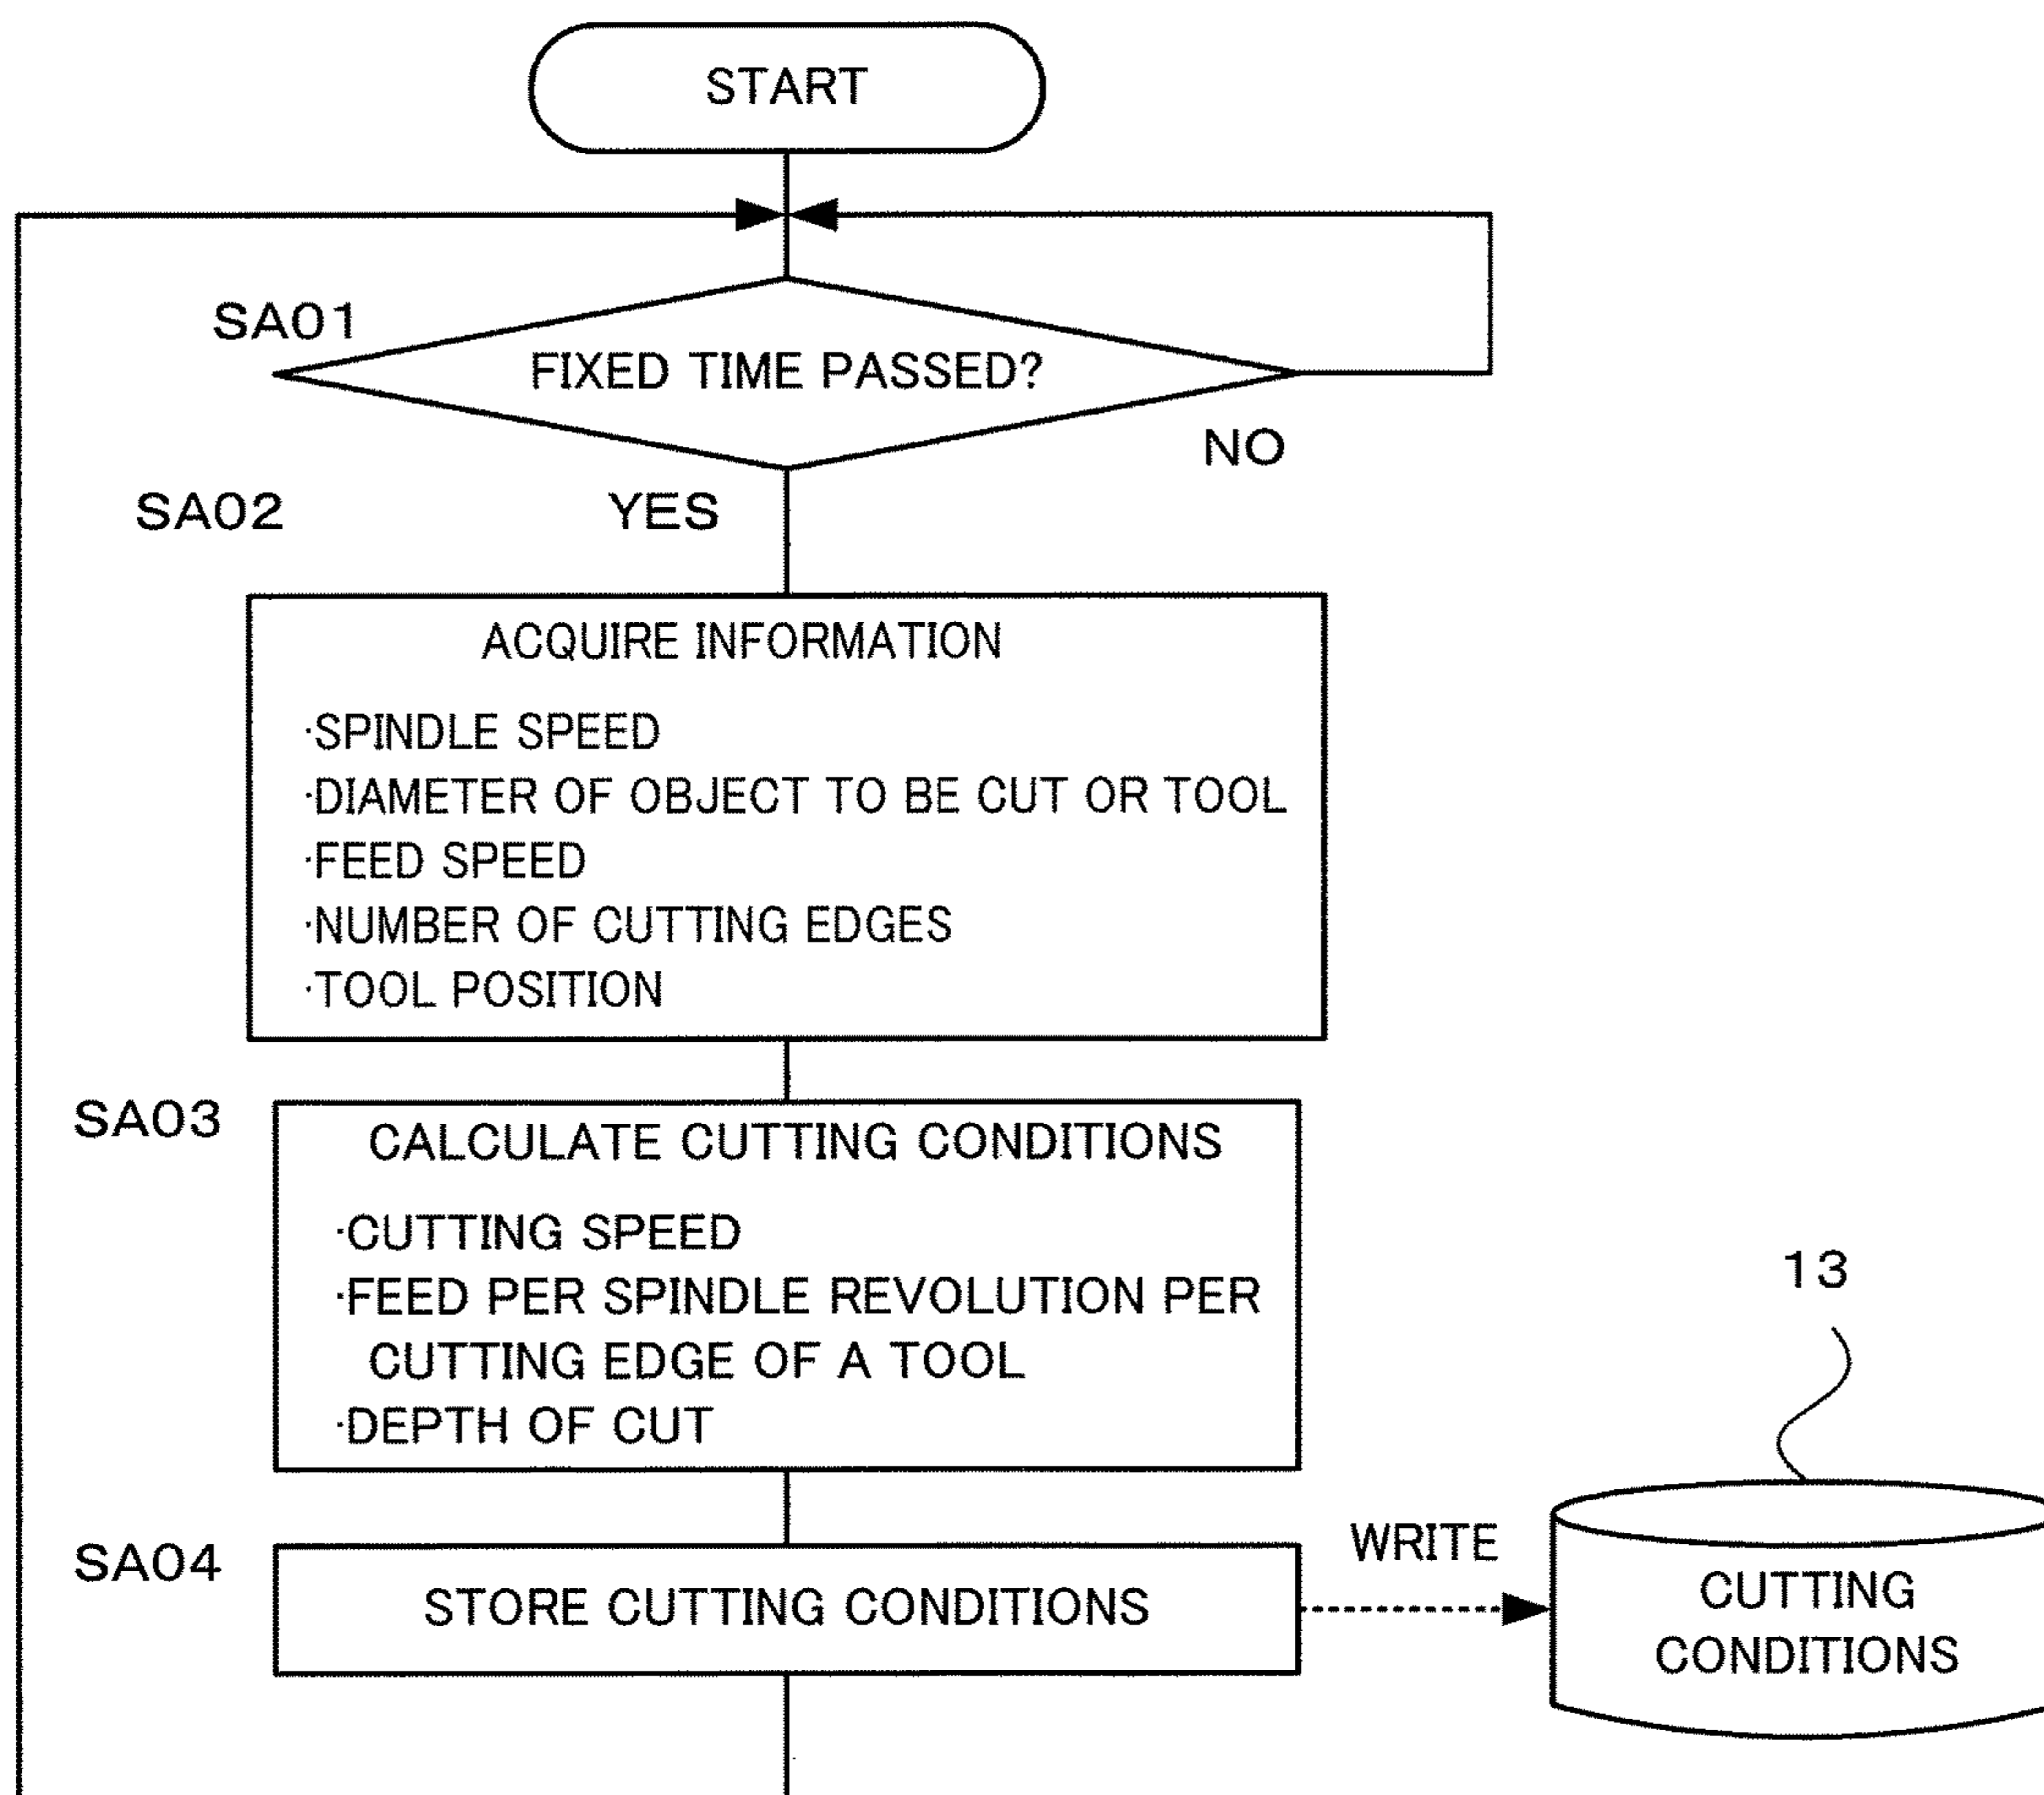 START
SA01
FIXED TIME PASSED?
NO
SA02
YES
ACQUIRE INFORMATION
·SPINDLE SPEED
·DIAMETER OF OBJECT TO BE CUT OR TOOL
·FEED SPEED
·NUMBER OF CUTTING EDGES
·TOOL POSITION
SA03
CALCULATE CUTTING CONDITIONS
·CUTTING SPEED
·FEED PER SPINDLE REVOLUTION PER
CUTTING EDGE OF A TOOL
·DEPTH OF CUT
13
SA04
STORE CUTTING CONDITIONS
WRITE
CUTTING
CONDITIONS